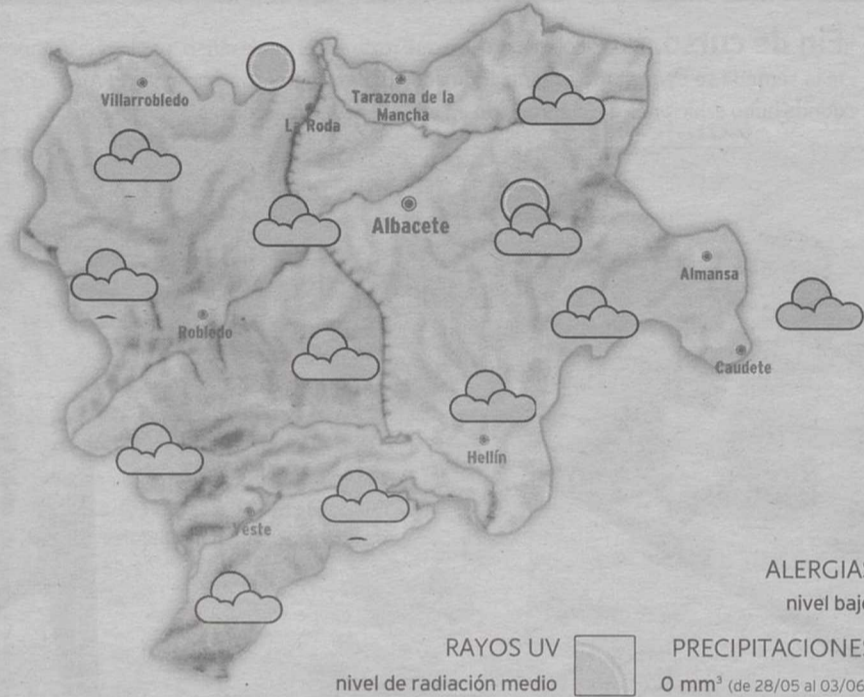 Villarrobledo
Tarazona de la
Mancha
La Roda
Albacete
Almansa
Robledo
Caudete
Hellín
Yeste
ALERGIAS
nivel bajo
RAYOS UV
nivel de radiación medio
PRECIPITACIONES
0 mm³ (de 28/05 al 03/06